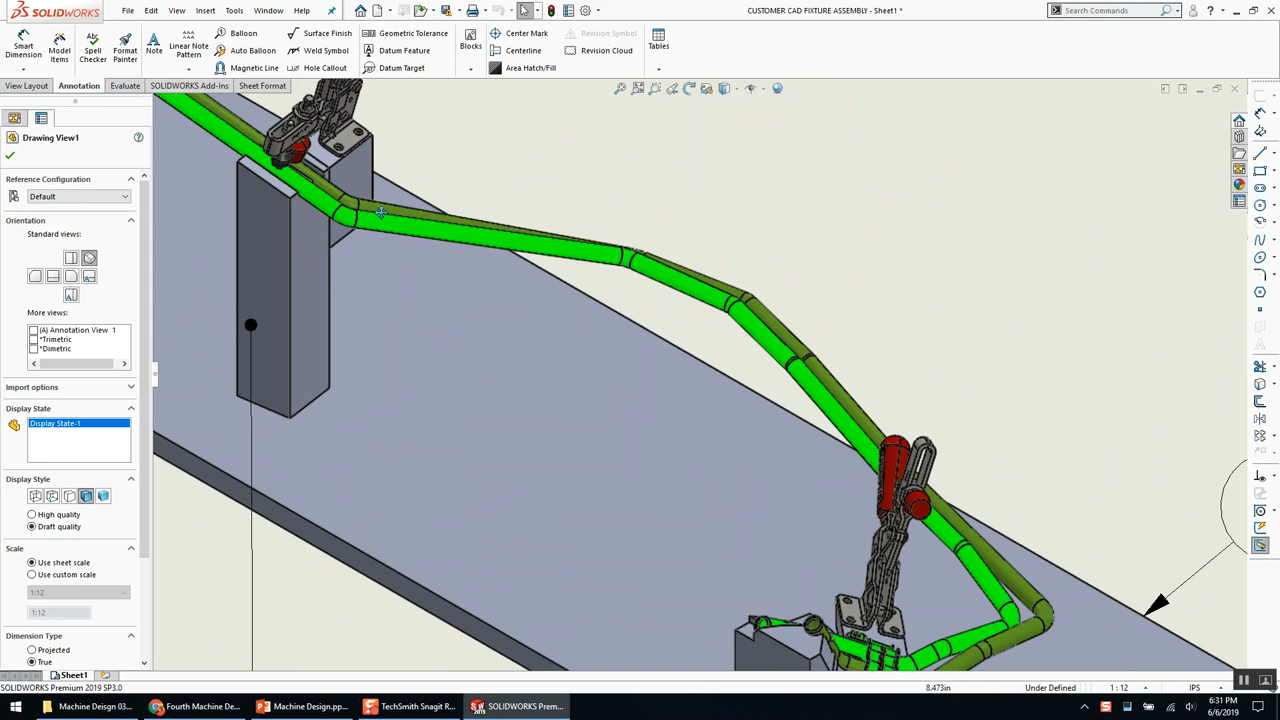 SOLIDWORKS File Edit View Insert Tools Window Help CUSTOMER CAD FIXTURE ASSEMBLY - Sheet1 * Search Commands
Smart Dimension
Model Items
Spell Checker
Format Painter
Note
Linear Note Pattern
Balloon
Auto Balloon
Magnetic Line
Surface Finish
Weld Symbol
Hole Callout
Geometric Tolerance
Datum Feature
Datum Target
Blocks
Center Mark
Centerline
Area Hatch/Fill
Revision Symbol
Revision Cloud
Tables
View Layout Annotation Evaluate SOLIDWORKS Add-Ins Sheet Format
Drawing View1
Reference Configuration
Default
Orientation
Standard views:
More views:
(A) Annotation View 1
*Trimetric
*Dimetric
Import options
Display State
Display State-1
Display Style
High quality
Draft quality
Scale
Use sheet scale
Use custom scale
1:12
1:12
Dimension Type
Projected
True
Sheet1
SOLIDWORKS Premium 2019 SP3.0 8.473in Under Defined 1 : 12 IPS
Machine Deisgn 03... Fourth Machine De... Machine Design.pp... TechSmith Snagit R... SOLIDWORKS Prem...
6:31 PM
6/6/2019